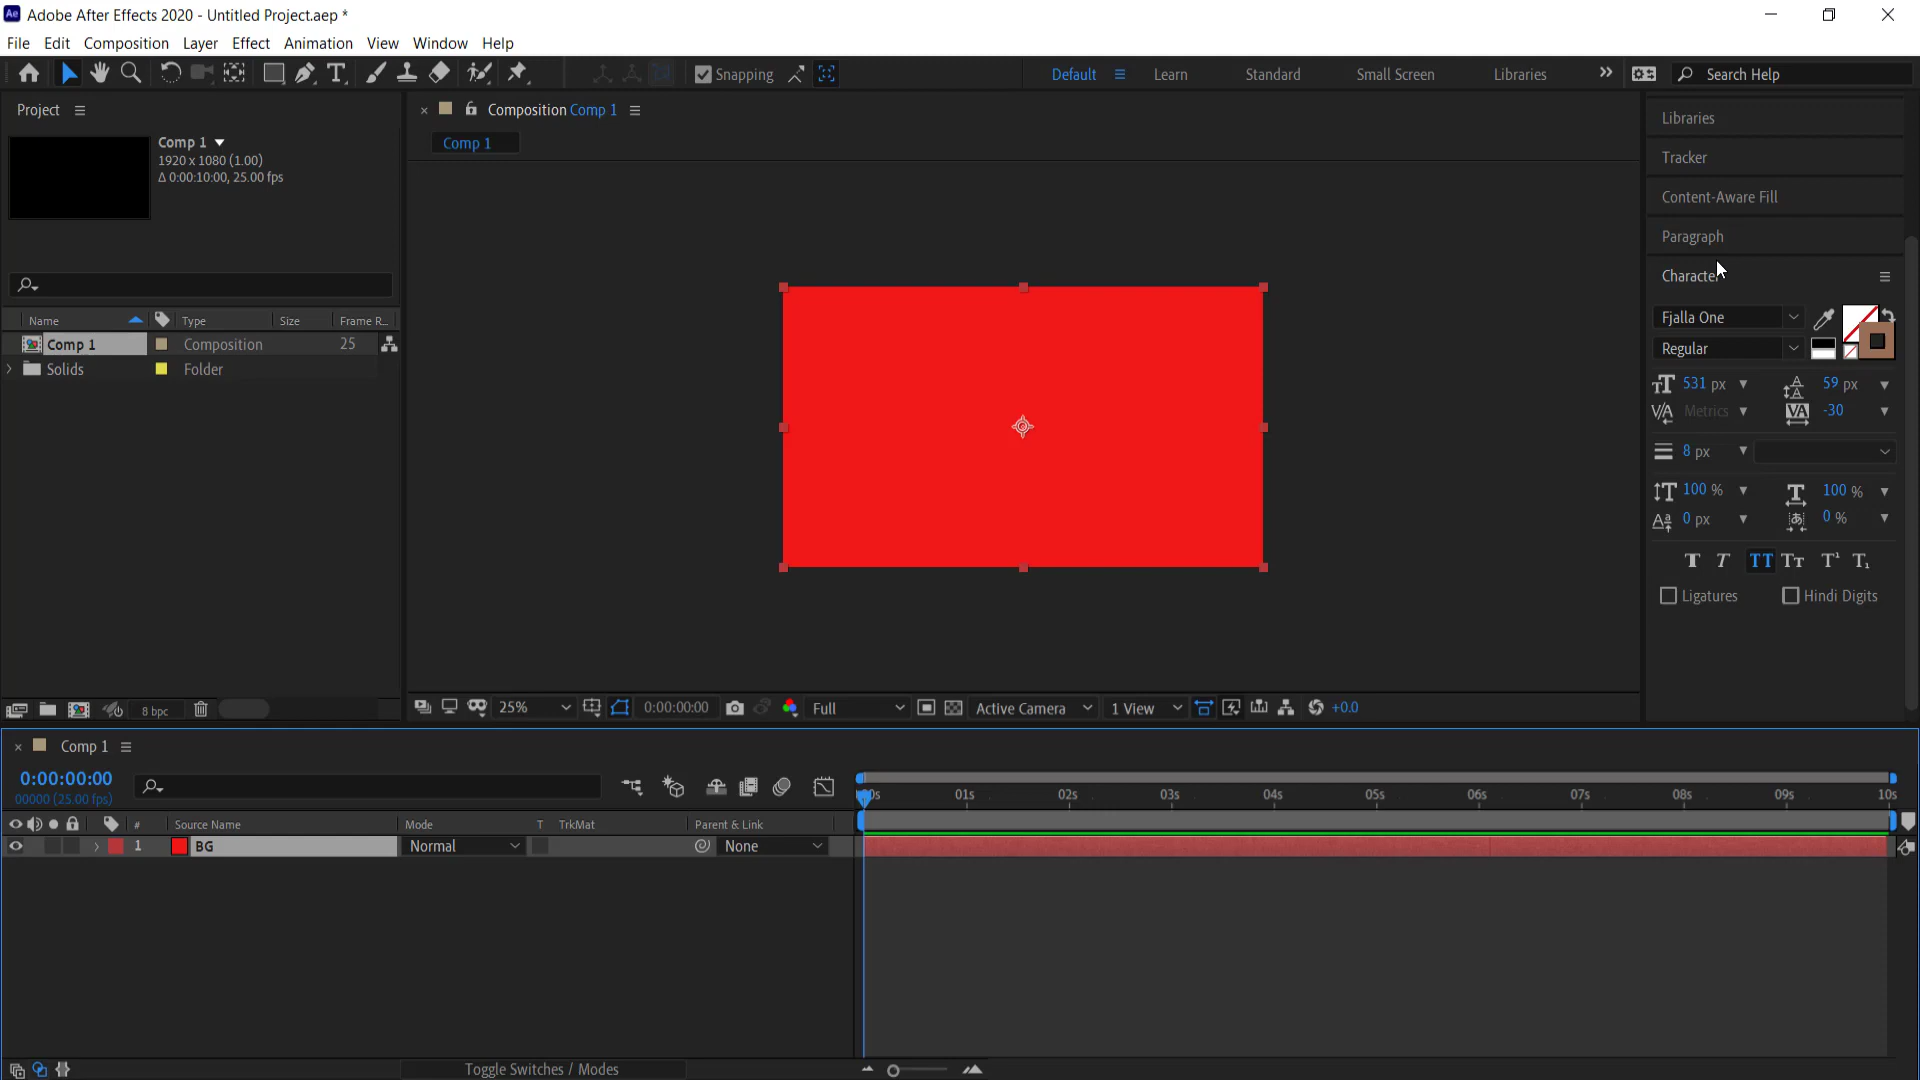 Adobe After Effects 2020 - Untitled Project.aep *
File Edit Composition Layer Effect Animation View Window Help
Snapping Default Learn Standard Small Screen Libraries Search Help
Project
Comp 1
1920 x 1080 (1.00)
Δ 0:00:10:00, 25.00 fps
Name Type Size Frame R...
Comp 1 Composition 25
Solids Folder
8 bpc
Composition Comp 1
Comp 1
25% 0:00:00:00 Full Active Camera 1 View +0.0
Libraries
Tracker
Content-Aware Fill
Paragraph
Character
Fjalla One
Regular
531 px 59 px
Metrics -30
8 px
100 % 100 %
0 px 0 %
Ligatures Hindi Digits
Comp 1
0:00:00:00
00000 (25.00 fps)
01s 02s 03s 04s 05s 06s 07s 08s 09s 10s
# Source Name Mode T TrkMat Parent & Link
1 BG Normal None
Toggle Switches / Modes